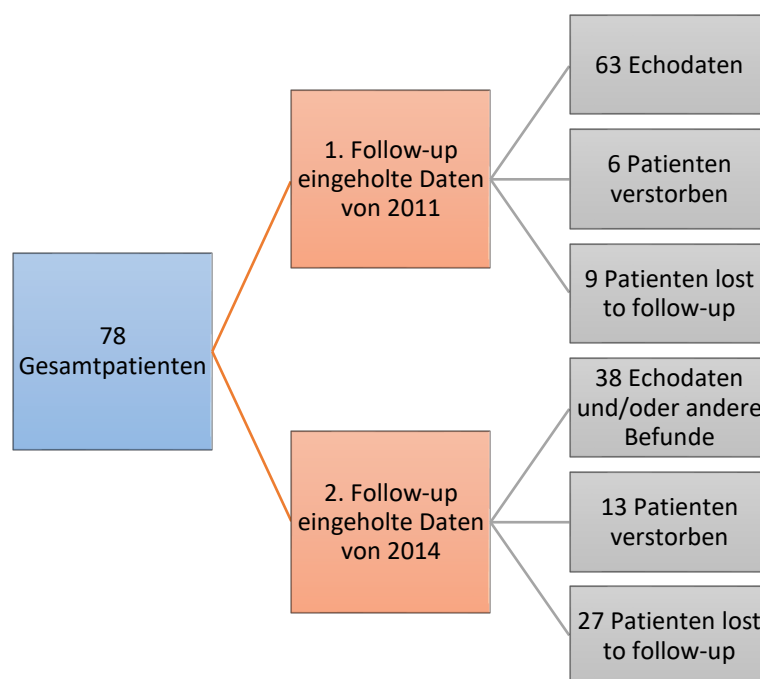 78
Gesamtpatienten
1. Follow-up
eingeholte Daten
von 2011
63 Echodaten
6 Patienten
verstorben
9 Patienten lost
to follow-up
2. Follow-up
eingeholte Daten
von 2014
38 Echodaten
und/oder andere
Befunde
13 Patienten
verstorben
27 Patienten lost
to follow-up